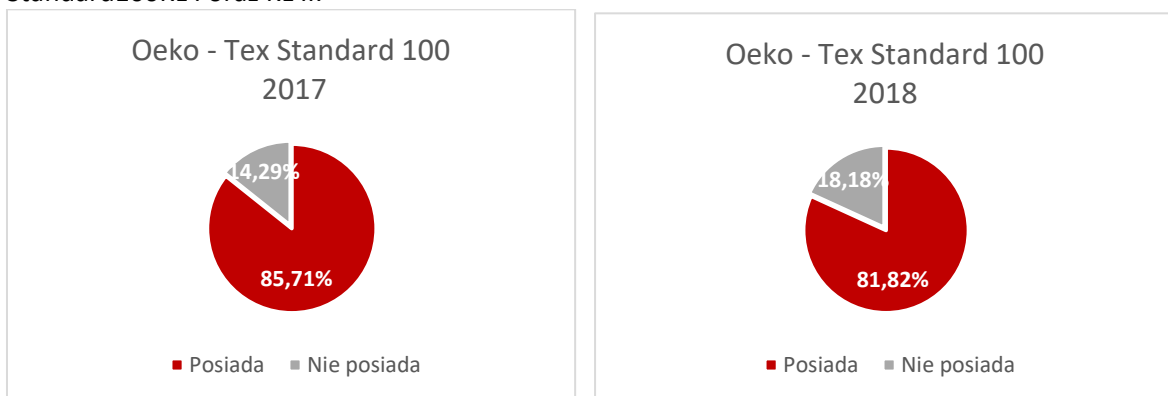 Oeko - Tex Standard 100
2017
14,29%
85,71%
Posiada Nie posiada
Oeko - Tex Standard 100
2018
18,18%
81,82%
Posiada Nie posiada